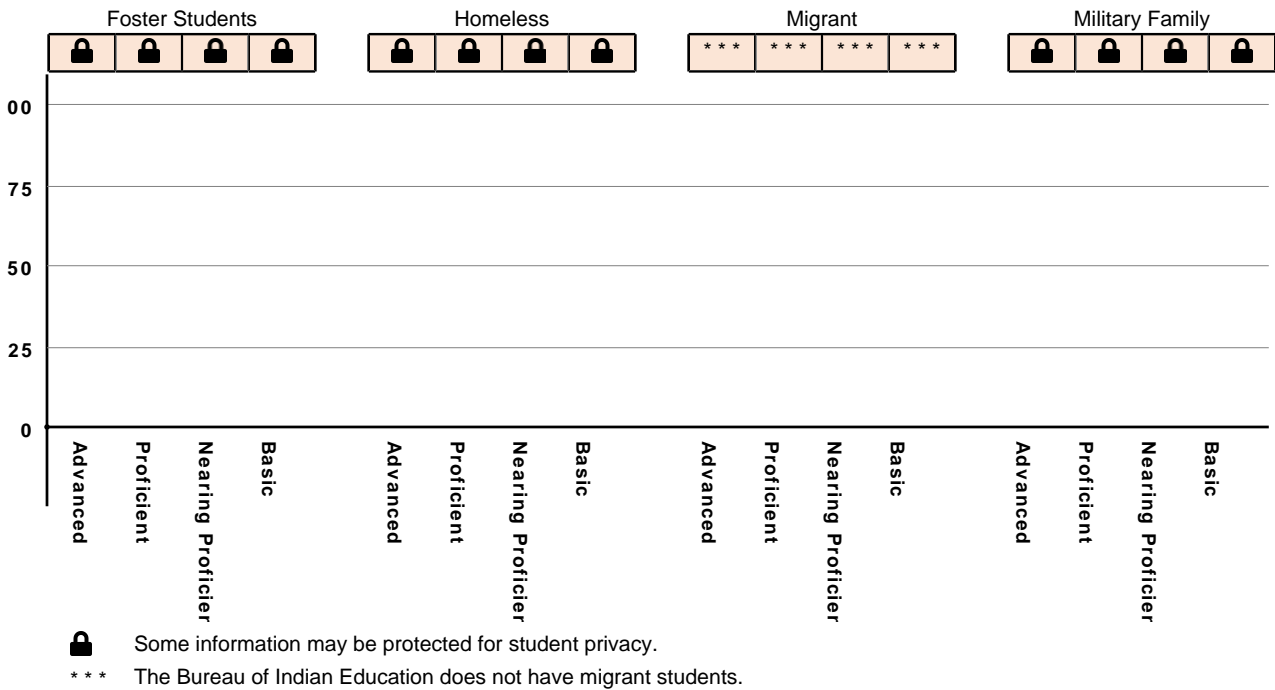 Foster Students Homeless Migrant Military Family
* * * * * * * * * * * *
00
75
50
25
0
Advanced Proficient Nearing Proficier Basic Advanced Proficient Nearing Proficier Basic Advanced Proficient Nearing Proficier Basic Advanced Proficient Nearing Proficier Basic
Some information may be protected for student privacy.
* * * The Bureau of Indian Education does not have migrant students.